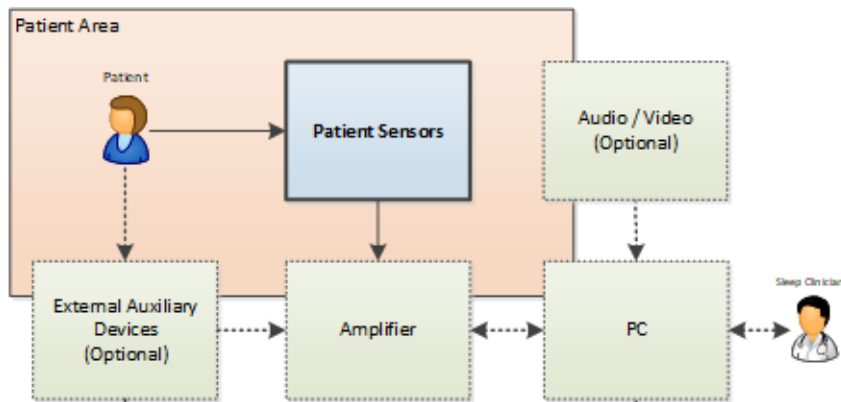 Patient Area
Patient
Patient Sensors
Audio / Video
(Optional)
External Auxiliary
Devices
(Optional)
Amplifier
PC
Sleep Clinician